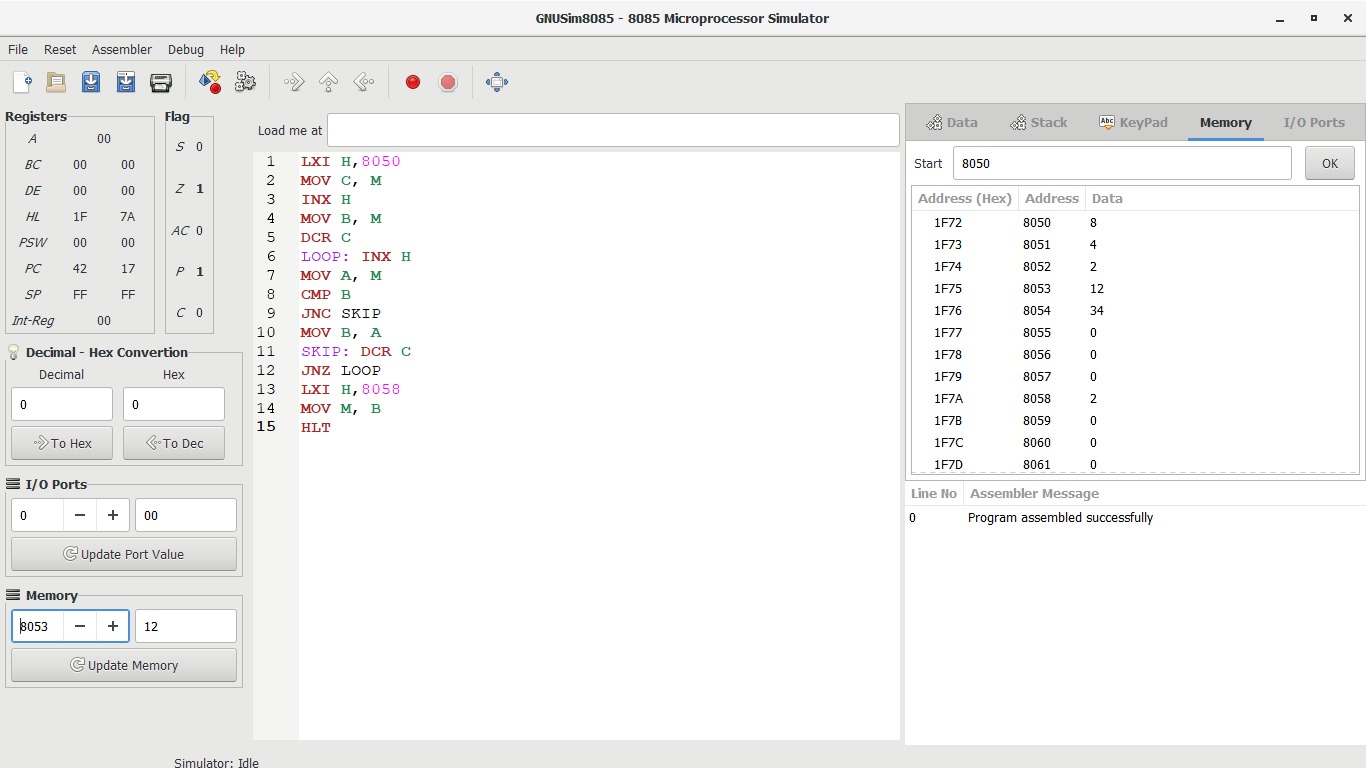 GNUSim8085 - 8085 Microprocessor Simulator
File Reset Assembler Debug Help
Registers
A 00
BC 00 00
DE 00 00
HL 1F 7A
PSW 00 00
PC 42 17
SP FF FF
Int-Reg 00
Flag
S 0
Z 1
AC 0
P 1
C 0
Decimal - Hex Convertion
Decimal Hex
0 0
To Hex To Dec
I/O Ports
0 − + 00
Update Port Value
Memory
8053 − + 12
Update Memory
Load me at
1 LXI H,8050
2 MOV C, M
3 INX H
4 MOV B, M
5 DCR C
6 LOOP: INX H
7 MOV A, M
8 CMP B
9 JNC SKIP
10 MOV B, A
11 SKIP: DCR C
12 JNZ LOOP
13 LXI H,8058
14 MOV M, B
15 HLT
Data Stack Abc KeyPad Memory I/O Ports
Start 8050 OK
Address (Hex) Address Data
1F72 8050 8
1F73 8051 4
1F74 8052 2
1F75 8053 12
1F76 8054 34
1F77 8055 0
1F78 8056 0
1F79 8057 0
1F7A 8058 2
1F7B 8059 0
1F7C 8060 0
1F7D 8061 0
Line No Assembler Message
0 Program assembled successfully
Simulator: Idle